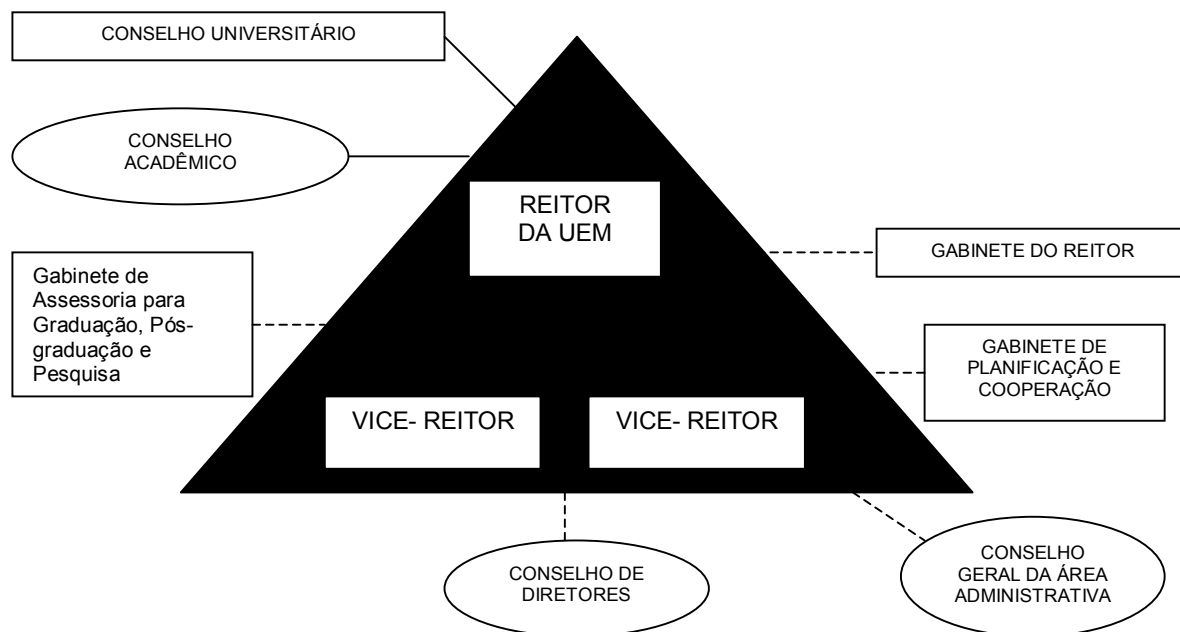 CONSELHO UNIVERSITÁRIO
CONSELHO
ACADÊMICO
REITOR
DA UEM
GABINETE DO REITOR
Gabinete de
Assessoria para
Graduação, Pós-
graduação e
Pesquisa
GABINETE DE
PLANIFICAÇÃO E
COOPERAÇÃO
VICE- REITOR
VICE- REITOR
CONSELHO DE
DIRETORES
CONSELHO
GERAL DA ÁREA
ADMINISTRATIVA